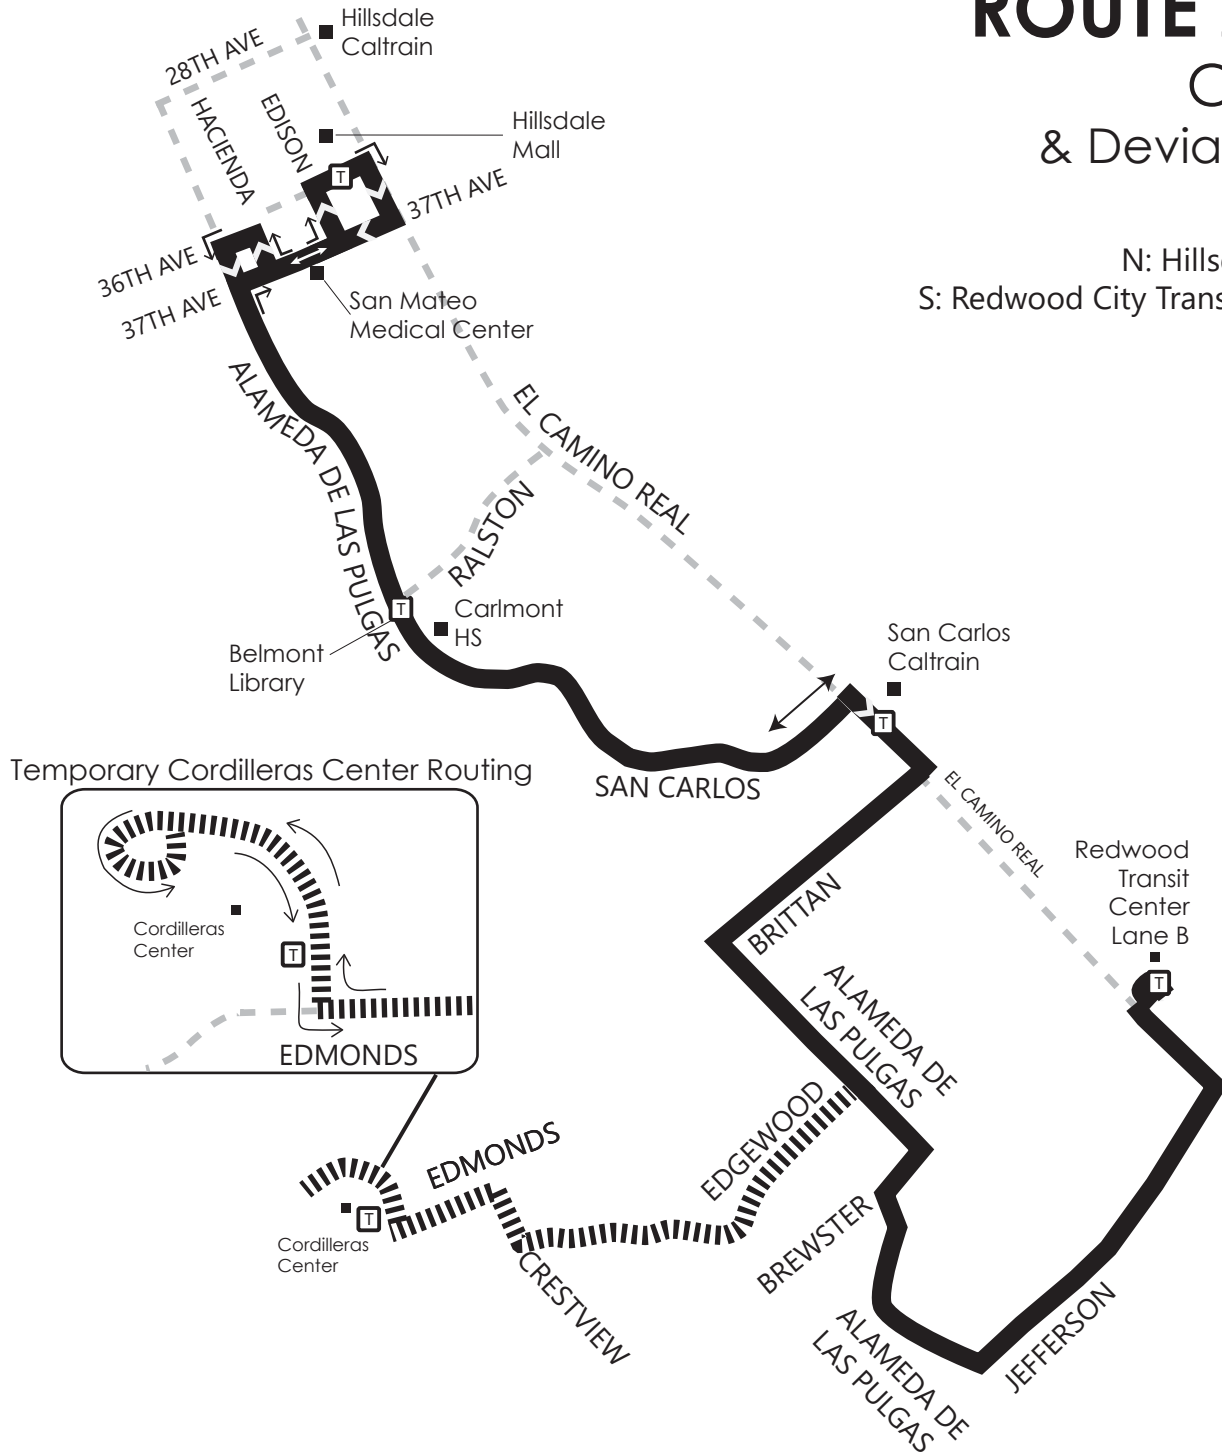 ROUTE
& Devia
N: Hills
S: Redwood City Trans
Hillsdale
Caltrain
28TH AVE
HACIENDA
EDISON
Hillsdale
Mall
T
37TH AVE
36TH AVE
37TH AVE
San Mateo
Medical Center
ALAMEDA DE LAS PULGAS
EL CAMINO REAL
RALSTON
T
Carlmont
HS
Belmont
Library
San Carlos
Caltrain
T
SAN CARLOS
EL CAMINO REAL
Redwood
Transit
Center
Lane B
T
BRITTAN
ALAMEDA DE
LAS PULGAS
Temporary Cordilleras Center Routing
Cordilleras
Center
T
EDMONDS
EDMONDS
EDGEWOOD
T
Cordilleras
Center
CRESTVIEW
BREWSTER
ALAMEDA DE
LAS PULGAS
JEFFERSON